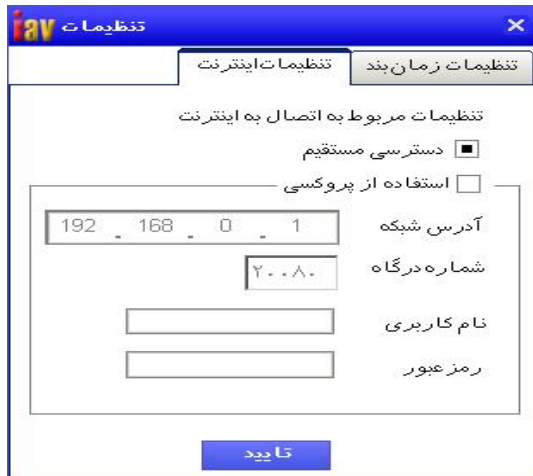 تنظیمات iav
تنظیمات زمان‌بند
تنظیمات اینترنت
تنظیمات مربوط به اتصال به اینترنت
دسترسی مستقیم
استفاده از پروکسی
آدرس شبکه 192 . 168 . 0 . 1
شماره درگاه ۲۰۰۸۰
نام کاربری
رمز عبور
تایید